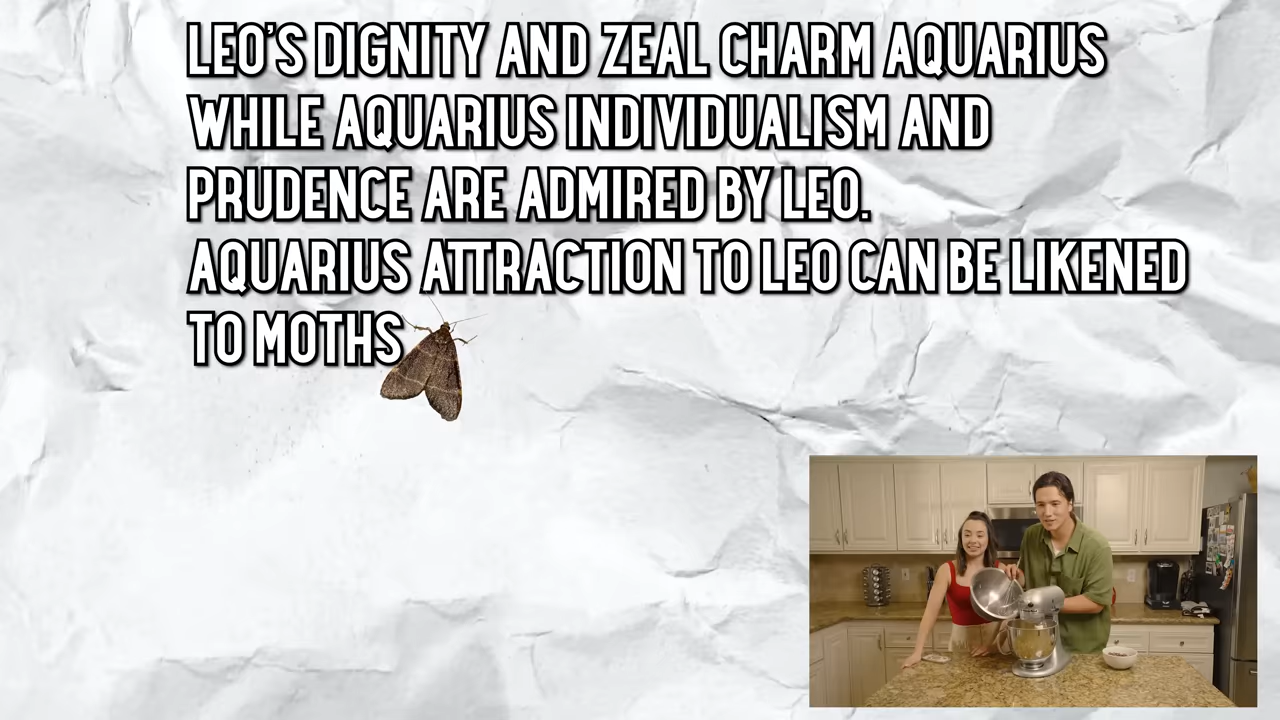 LEO'S DIGNITY AND ZEAL CHARM AQUARIUS
WHILE AQUARIUS INDIVIDUALISM AND
PRUDENCE ARE ADMIRED BY LEO.
AQUARIUS ATTRACTION TO LEO CAN BE LIKENED
TO MOTHS